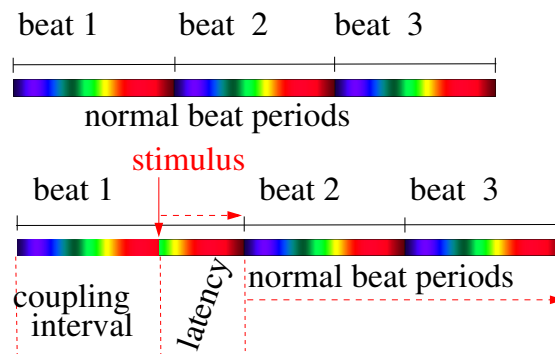 beat 1 beat 2 beat 3
normal beat periods
stimulus
beat 1 beat 2 beat 3
normal beat periods
coupling
interval
latency